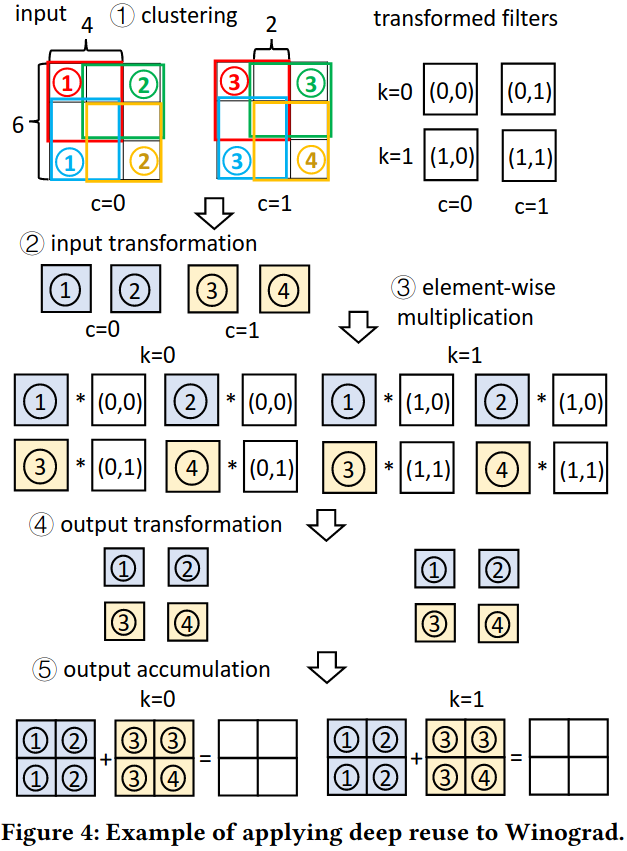 input ① clustering transformed filters
4 2
6
① ② ③ ③
① ② ③ ④
k=0 (0,0) (0,1)
k=1 (1,0) (1,1)
c=0 c=1 c=0 c=1
② input transformation
① ② ③ ④
c=0 c=1
③ element-wise
multiplication
k=0 k=1
① * (0,0) ② * (0,0) ① * (1,0) ② * (1,0)
③ * (0,1) ④ * (0,1) ③ * (1,1) ④ * (1,1)
④ output transformation
① ② ① ②
③ ④ ③ ④
⑤ output accumulation
k=0 k=1
① ② + ③ ③ = ① ② + ③ ③ =
① ② ③ ④ ① ② ③ ④
Figure 4: Example of applying deep reuse to Winograd.